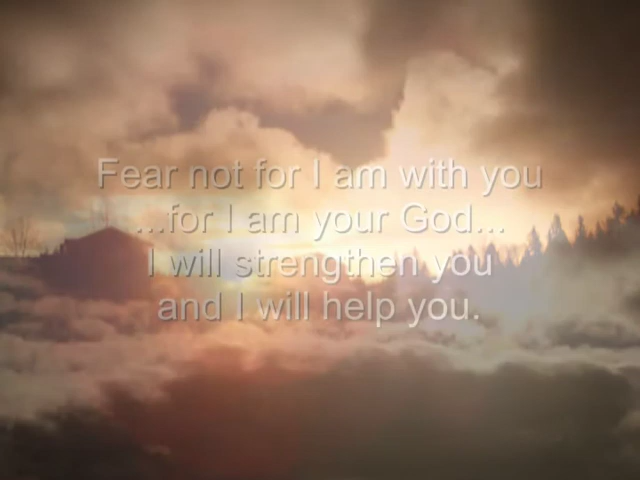 Fear not for I am with you
...for I am your God...
I will strengthen you
and I will help you.